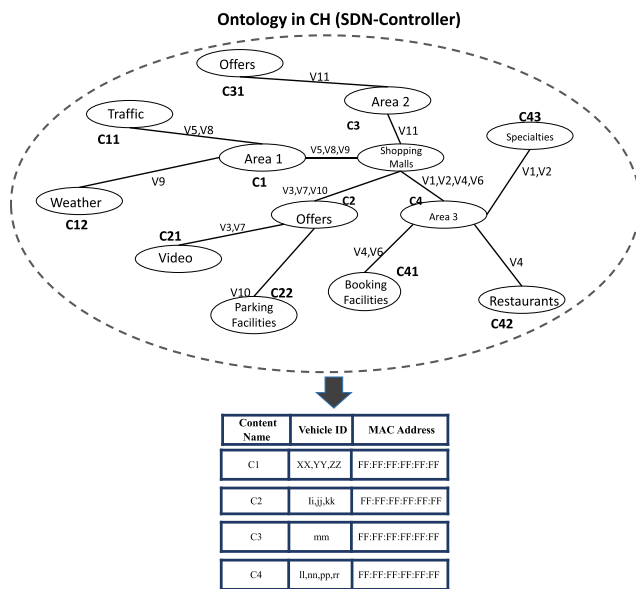 Ontology in CH (SDN-Controller)
Offers
C31
V11
Area 2
C3
V11
Traffic
C11
V5,V8
Area 1
C1
V5,V8,V9
Shopping
Malls
C43
Specialties
V1,V2
V9
Weather
C12
V3,V7,V10
C2
Offers
V1,V2,V4,V6
C4
Area 3
C21
V3,V7
Video
V10
C22
Parking
Facilities
V4,V6
C41
Booking
Facilities
V4
Restaurants
C42
Content
Name
Vehicle ID
MAC Address
C1
XX,YY,ZZ
FF:FF:FF:FF:FF:FF
C2
Ii,jj,kk
FF:FF:FF:FF:FF:FF
C3
mm
FF:FF:FF:FF:FF:FF
C4
ll,nn,pp,rr
FF:FF:FF:FF:FF:FF